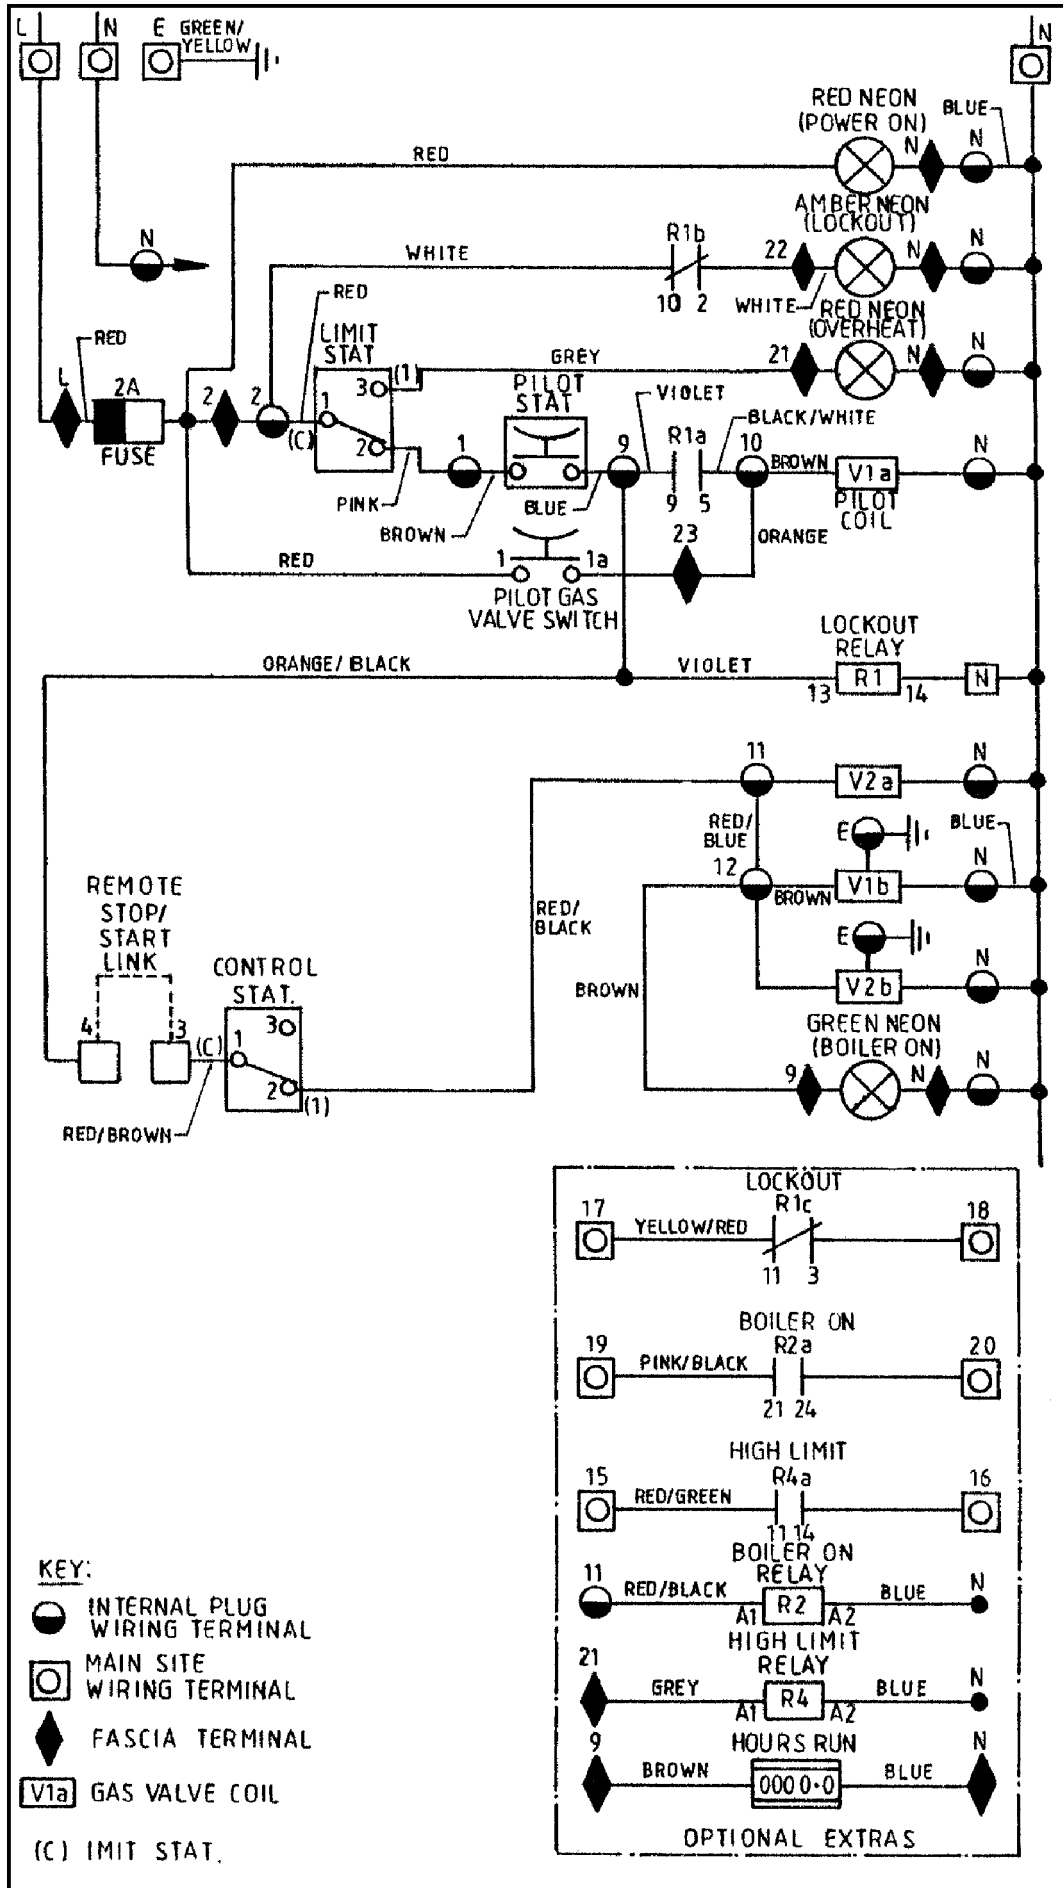 L
N
E GREEN/
YELLOW
N
RED NEON
(POWER ON)
BLUE
RED
N
N
AMBER NEON
(LOCKOUT)
N
R1b
WHITE
22
N
N
10 2
WHITE
RED
RED NEON
(OVERHEAT)
RED
LIMIT
STAT
GREY
21
N
N
L
2A
FUSE
2
2
(C)
1
3
(1)
2
PILOT
STAT
VIOLET
BLACK/WHITE
PINK
1
BROWN
BLUE
9
R1a
9 5
10
BROWN
V1a
PILOT
COIL
N
23
ORANGE
RED
1
1a
PILOT GAS
VALVE SWITCH
LOCKOUT
RELAY
ORANGE/BLACK
VIOLET
13
R1
14
N
11
V2a
N
RED/
BLUE
E
BLUE
12
BROWN
V1b
N
REMOTE
STOP/
START
LINK
RED/
BLACK
E
BROWN
V2b
N
CONTROL
STAT.
GREEN NEON
(BOILER ON)
4
3
(C)
1
3
2
(1)
9
N
N
RED/BROWN
LOCKOUT
17
YELLOW/RED
R1c
18
11 3
BOILER ON
19
PINK/BLACK
R2a
20
21 24
HIGH LIMIT
15
RED/GREEN
R4a
16
11 14
BOILER ON
RELAY
11
RED/BLACK
A1
R2
A2
BLUE
N
HIGH LIMIT
RELAY
21
GREY
A1
R4
A2
BLUE
N
HOURS RUN
9
BROWN
000 0·0
BLUE
N
OPTIONAL EXTRAS
KEY:
INTERNAL PLUG
WIRING TERMINAL
MAIN SITE
WIRING TERMINAL
FASCIA TERMINAL
V1a GAS VALVE COIL
(C) IMIT STAT.